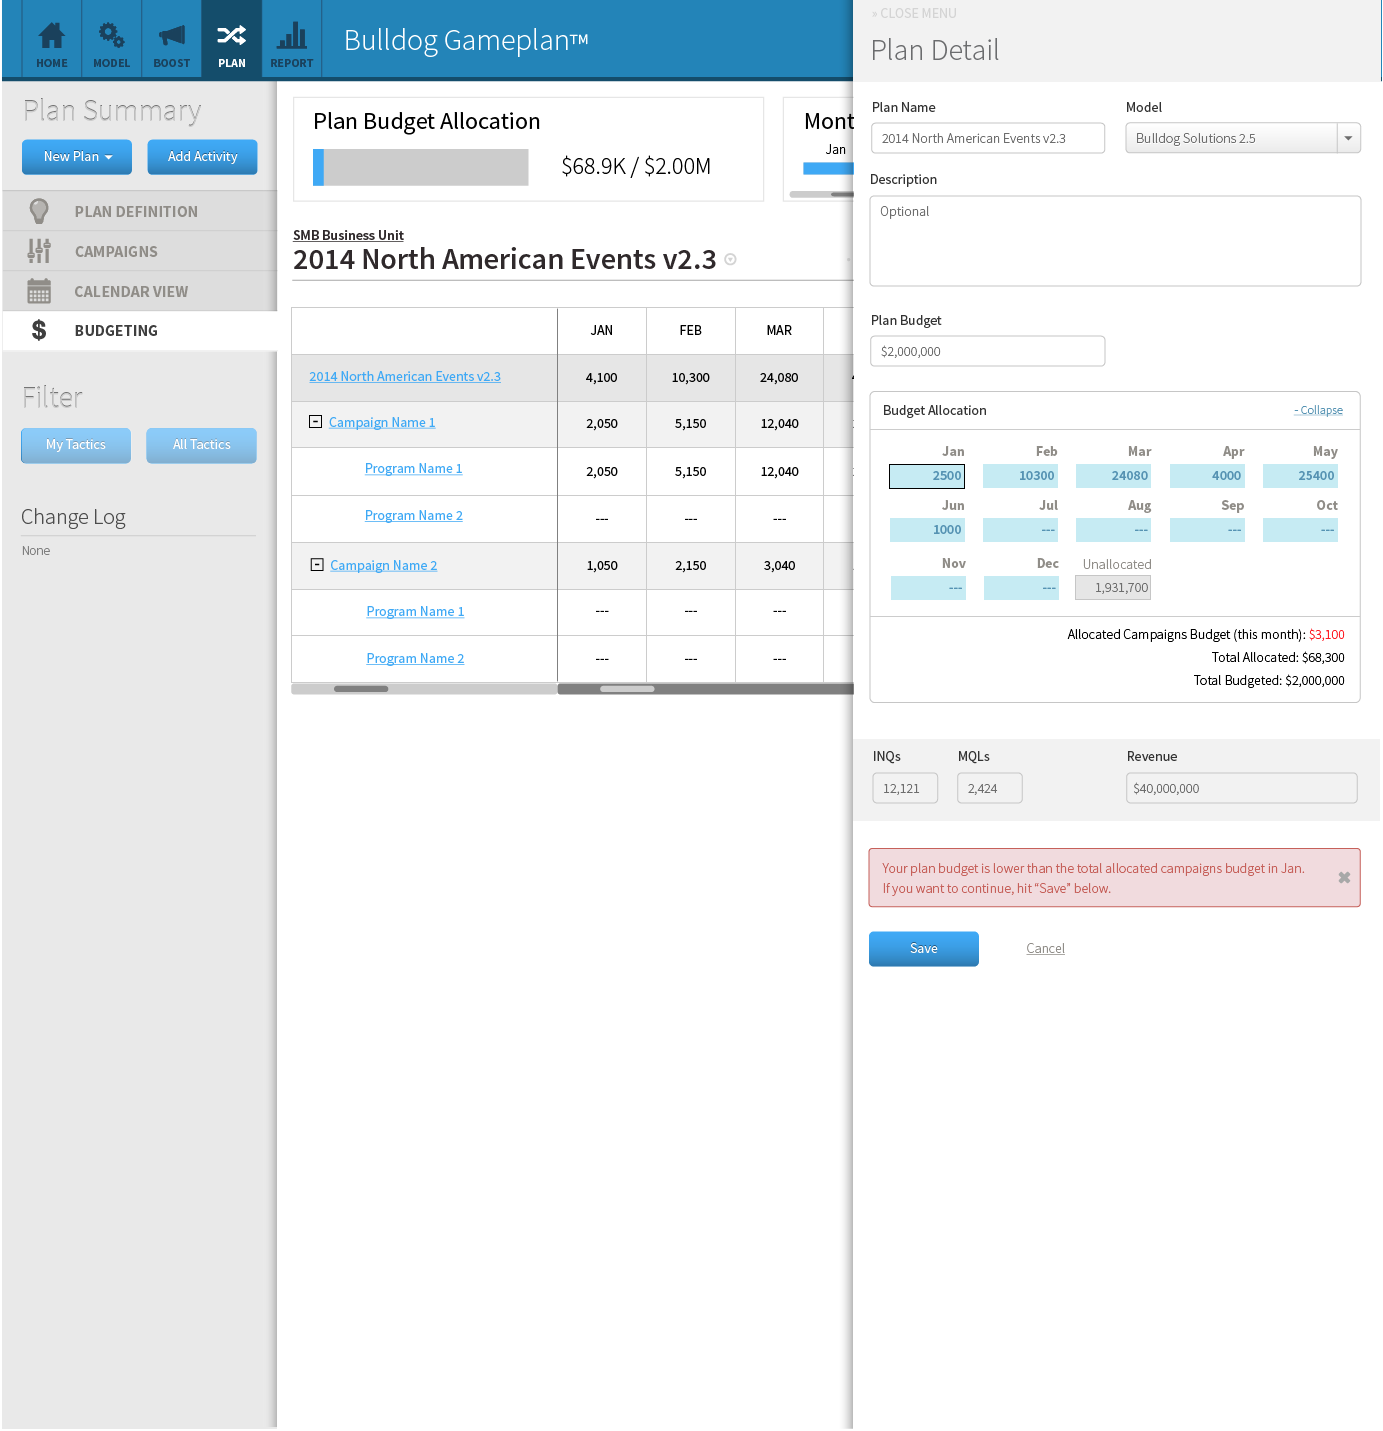 HOME
MODEL
BOOST
PLAN
REPORT
Bulldog Gameplan™
Plan Summary
New Plan
Add Activity
PLAN DEFINITION
CAMPAIGNS
CALENDAR VIEW
$ BUDGETING
Filter
My Tactics
All Tactics
Change Log
None
Plan Budget Allocation
$68.9K / $2.00M
Mont
Jan
SMB Business Unit
2014 North American Events v2.3
JAN FEB MAR
2014 North American Events v2.3 4,100 10,300 24,080
Campaign Name 1 2,050 5,150 12,040
Program Name 1 2,050 5,150 12,040
Program Name 2 --- --- ---
Campaign Name 2 1,050 2,150 3,040
Program Name 1 --- --- ---
Program Name 2 --- --- ---
» CLOSE MENU
Plan Detail
Plan Name Model
2014 North American Events v2.3 Bulldog Solutions 2.5
Description
Optional
Plan Budget
$2,000,000
Budget Allocation - Collapse
Jan Feb Mar Apr May
2500 10300 24080 4000 25400
Jun Jul Aug Sep Oct
1000 --- --- --- ---
Nov Dec Unallocated
--- --- 1,931,700
Allocated Campaigns Budget (this month): $3,100
Total Allocated: $68,300
Total Budgeted: $2,000,000
INQs MQLs Revenue
12,121 2,424 $40,000,000
Your plan budget is lower than the total allocated campaigns budget in Jan.
If you want to continue, hit “Save” below.
Save Cancel